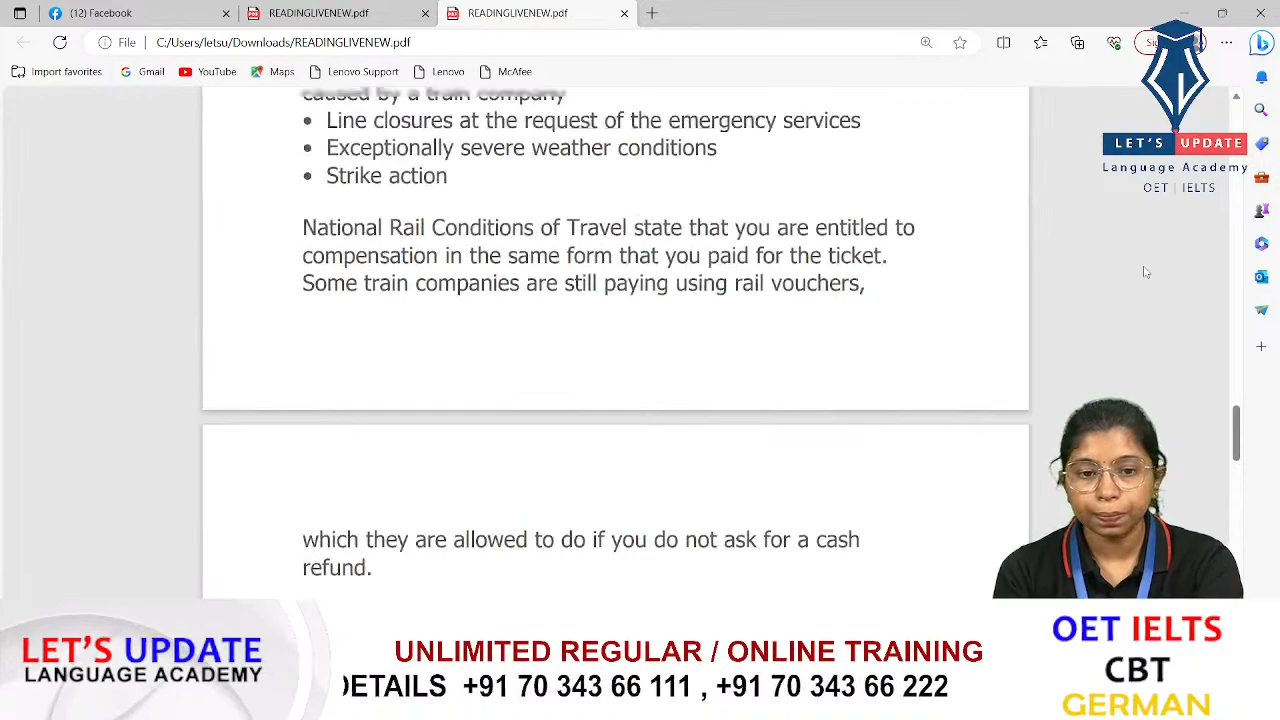 (12) Facebook
READINGLIVENEW.pdf
READINGLIVENEW.pdf
File
C:/Users/letsu/Downloads/READINGLIVENEW.pdf
Import favorites
Gmail
YouTube
Maps
Lenovo Support
Lenovo
McAfee
LET'S UPDATE
Language Academy
OET | IELTS
caused by a train company
• Line closures at the request of the emergency services
• Exceptionally severe weather conditions
• Strike action
National Rail Conditions of Travel state that you are entitled to
compensation in the same form that you paid for the ticket.
Some train companies are still paying using rail vouchers,
which they are allowed to do if you do not ask for a cash
refund.
LET'S UPDATE
LANGUAGE ACADEMY
UNLIMITED REGULAR / ONLINE TRAINING
DETAILS +91 70 343 66 111 , +91 70 343 66 222
OET IELTS
CBT
GERMAN